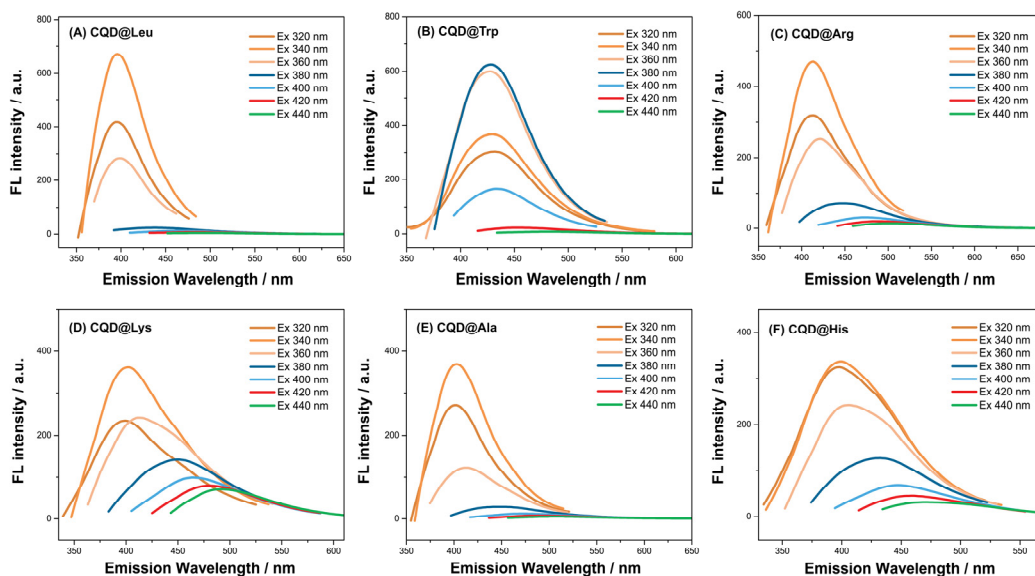 (A) CQD@Leu
Ex 320 nm
Ex 340 nm
Ex 360 nm
Ex 380 nm
Ex 400 nm
Ex 420 nm
Ex 440 nm
800
600
400
200
0
FL intensity / a.u.
350 400 450 500 550 600 650
Emission Wavelength / nm
(B) CQD@Trp
Ex 320 nm
Ex 340 nm
Ex 360 nm
Ex 380 nm
Ex 400 nm
Ex 420 nm
Ex 440 nm
800
600
400
200
0
FL intensity / a.u.
350 400 450 500 550 600
Emission Wavelength / nm
(C) CQD@Arg
Ex 320 nm
Ex 340 nm
Ex 360 nm
Ex 380 nm
Ex 400 nm
Ex 420 nm
Ex 440 nm
600
400
200
0
FL intensity / a.u.
350 400 450 500 550 600 650
Emission Wavelength / nm
(D) CQD@Lys
Ex 320 nm
Ex 340 nm
Ex 360 nm
Ex 380 nm
Ex 400 nm
Ex 420 nm
Ex 440 nm
400
200
0
FL intensity / a.u.
350 400 450 500 550 600
Emission Wavelength / nm
(E) CQD@Ala
Ex 320 nm
Ex 340 nm
Ex 360 nm
Ex 380 nm
Ex 400 nm
Ex 420 nm
Ex 440 nm
400
200
0
FL intensity / a.u.
350 400 450 500 550 600 650
Emission Wavelength / nm
(F) CQD@His
Ex 320 nm
Ex 340 nm
Ex 360 nm
Ex 380 nm
Ex 400 nm
Ex 420 nm
Ex 440 nm
400
200
0
FL intensity / a.u.
350 400 450 500 550
Emission Wavelength / nm